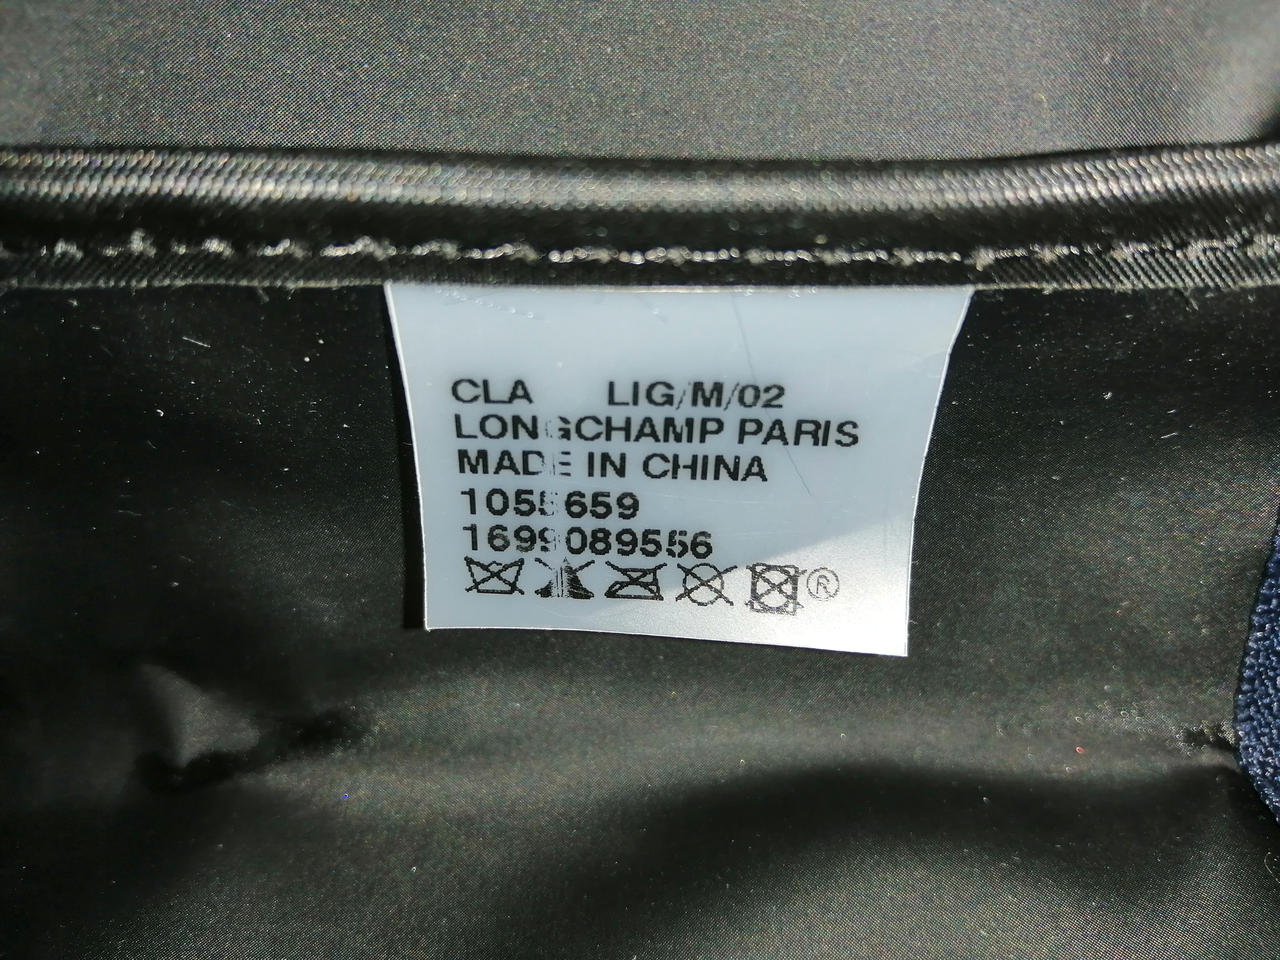 CLA LIG/M/02
LONGCHAMP PARIS
MADE IN CHINA
1055659
1699089556
®